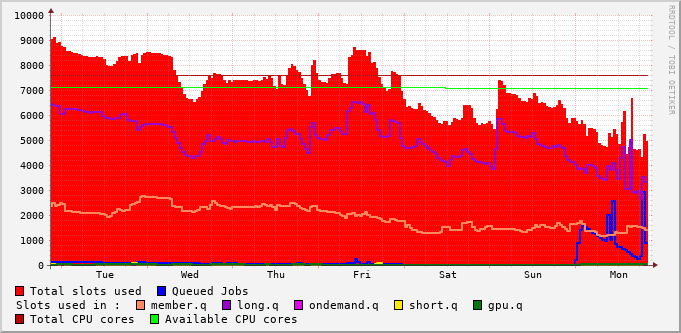 10000
9000
8000
7000
6000
5000
4000
3000
2000
1000
0
Tue Wed Thu Fri Sat Sun Mon
RRDTOOL / TOBI OETIKER
Total slots used Queued Jobs
Slots used in : member.q long.q ondemand.q short.q gpu.q
Total CPU cores Available CPU cores